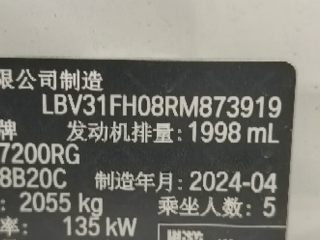 限公司制造
LBV31FH08RM873919
牌 发动机排量: 1998 mL
7200RG
8B20C 制造年月: 2024-04
: 2055 kg 乘坐人数: 5
率: 135 kW